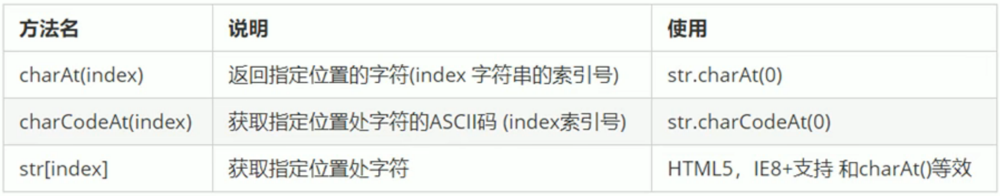 方法名 说明 使用
charAt(index) 返回指定位置的字符(index 字符串的索引号) str.charAt(0)
charCodeAt(index) 获取指定位置处字符的ASCII码 (index索引号) str.charCodeAt(0)
str[index] 获取指定位置处字符 HTML5，IE8+支持 和charAt()等效